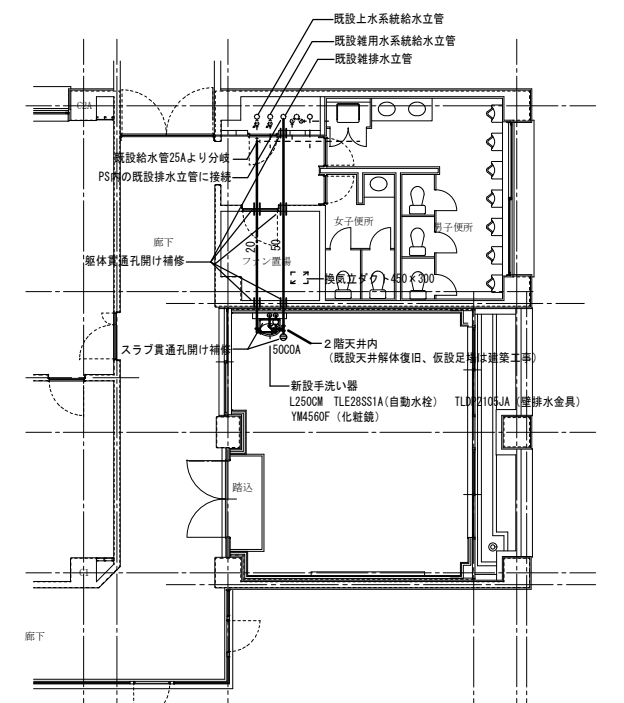 既設上水系統給水立管
既設雑用水系統給水立管
既設雑排水立管
C2A
既設給水管25Aより分岐
PS内の既設排水立管に接続
女子便所
男子便所
廊下
20
50
躯体貫通孔開け補修
ファン置場
換気立ダクト450×300
スラブ貫通孔開け補修
50COA
2階天井内
(既設天井解体復旧、仮設足場は建築工事)
新設手洗い器
L250CM TLE28SS1A(自動水栓) TLDP2105JA(壁排水金具)
YM4560F(化粧鏡)
踏込
C1
廊下